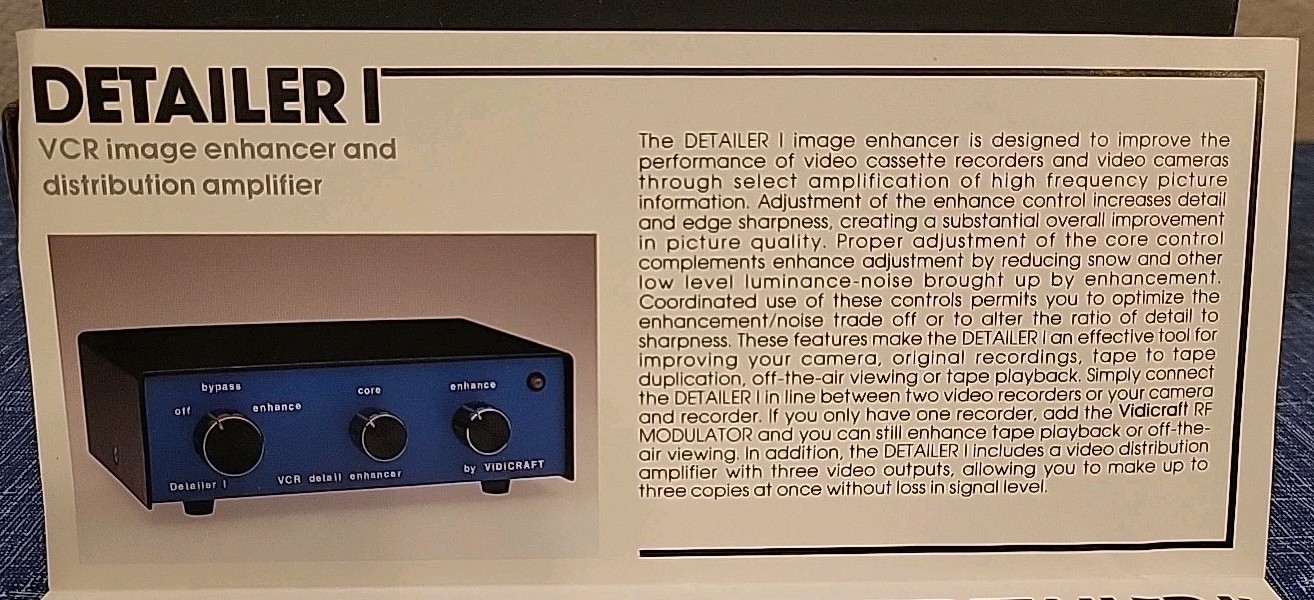 DETAILER I
VCR image enhancer and
distribution amplifier
bypass
off
enhance
core
enhance
Detailer I
VCR detail enhancer
by VIDICRAFT
The DETAILER I image enhancer is designed to improve the
performance of video cassette recorders and video cameras
through select amplification of high frequency picture
information. Adjustment of the enhance control increases detail
and edge sharpness, creating a substantial overall improvement
in picture quality. Proper adjustment of the core control
complements enhance adjustment by reducing snow and other
low level luminance-noise brought up by enhancement.
Coordinated use of these controls permits you to optimize the
enhancement/noise trade off or to alter the ratio of detail to
sharpness. These features make the DETAILER I an effective tool for
improving your camera, original recordings, tape to tape
duplication, off-the-air viewing or tape playback. Simply connect
the DETAILER I in line between two video recorders or your camera
and recorder. If you only have one recorder, add the Vidicraft RF
MODULATOR and you can still enhance tape playback or off-the-
air viewing. In addition, the DETAILER I includes a video distribution
amplifier with three video outputs, allowing you to make up to
three copies at once without loss in signal level.